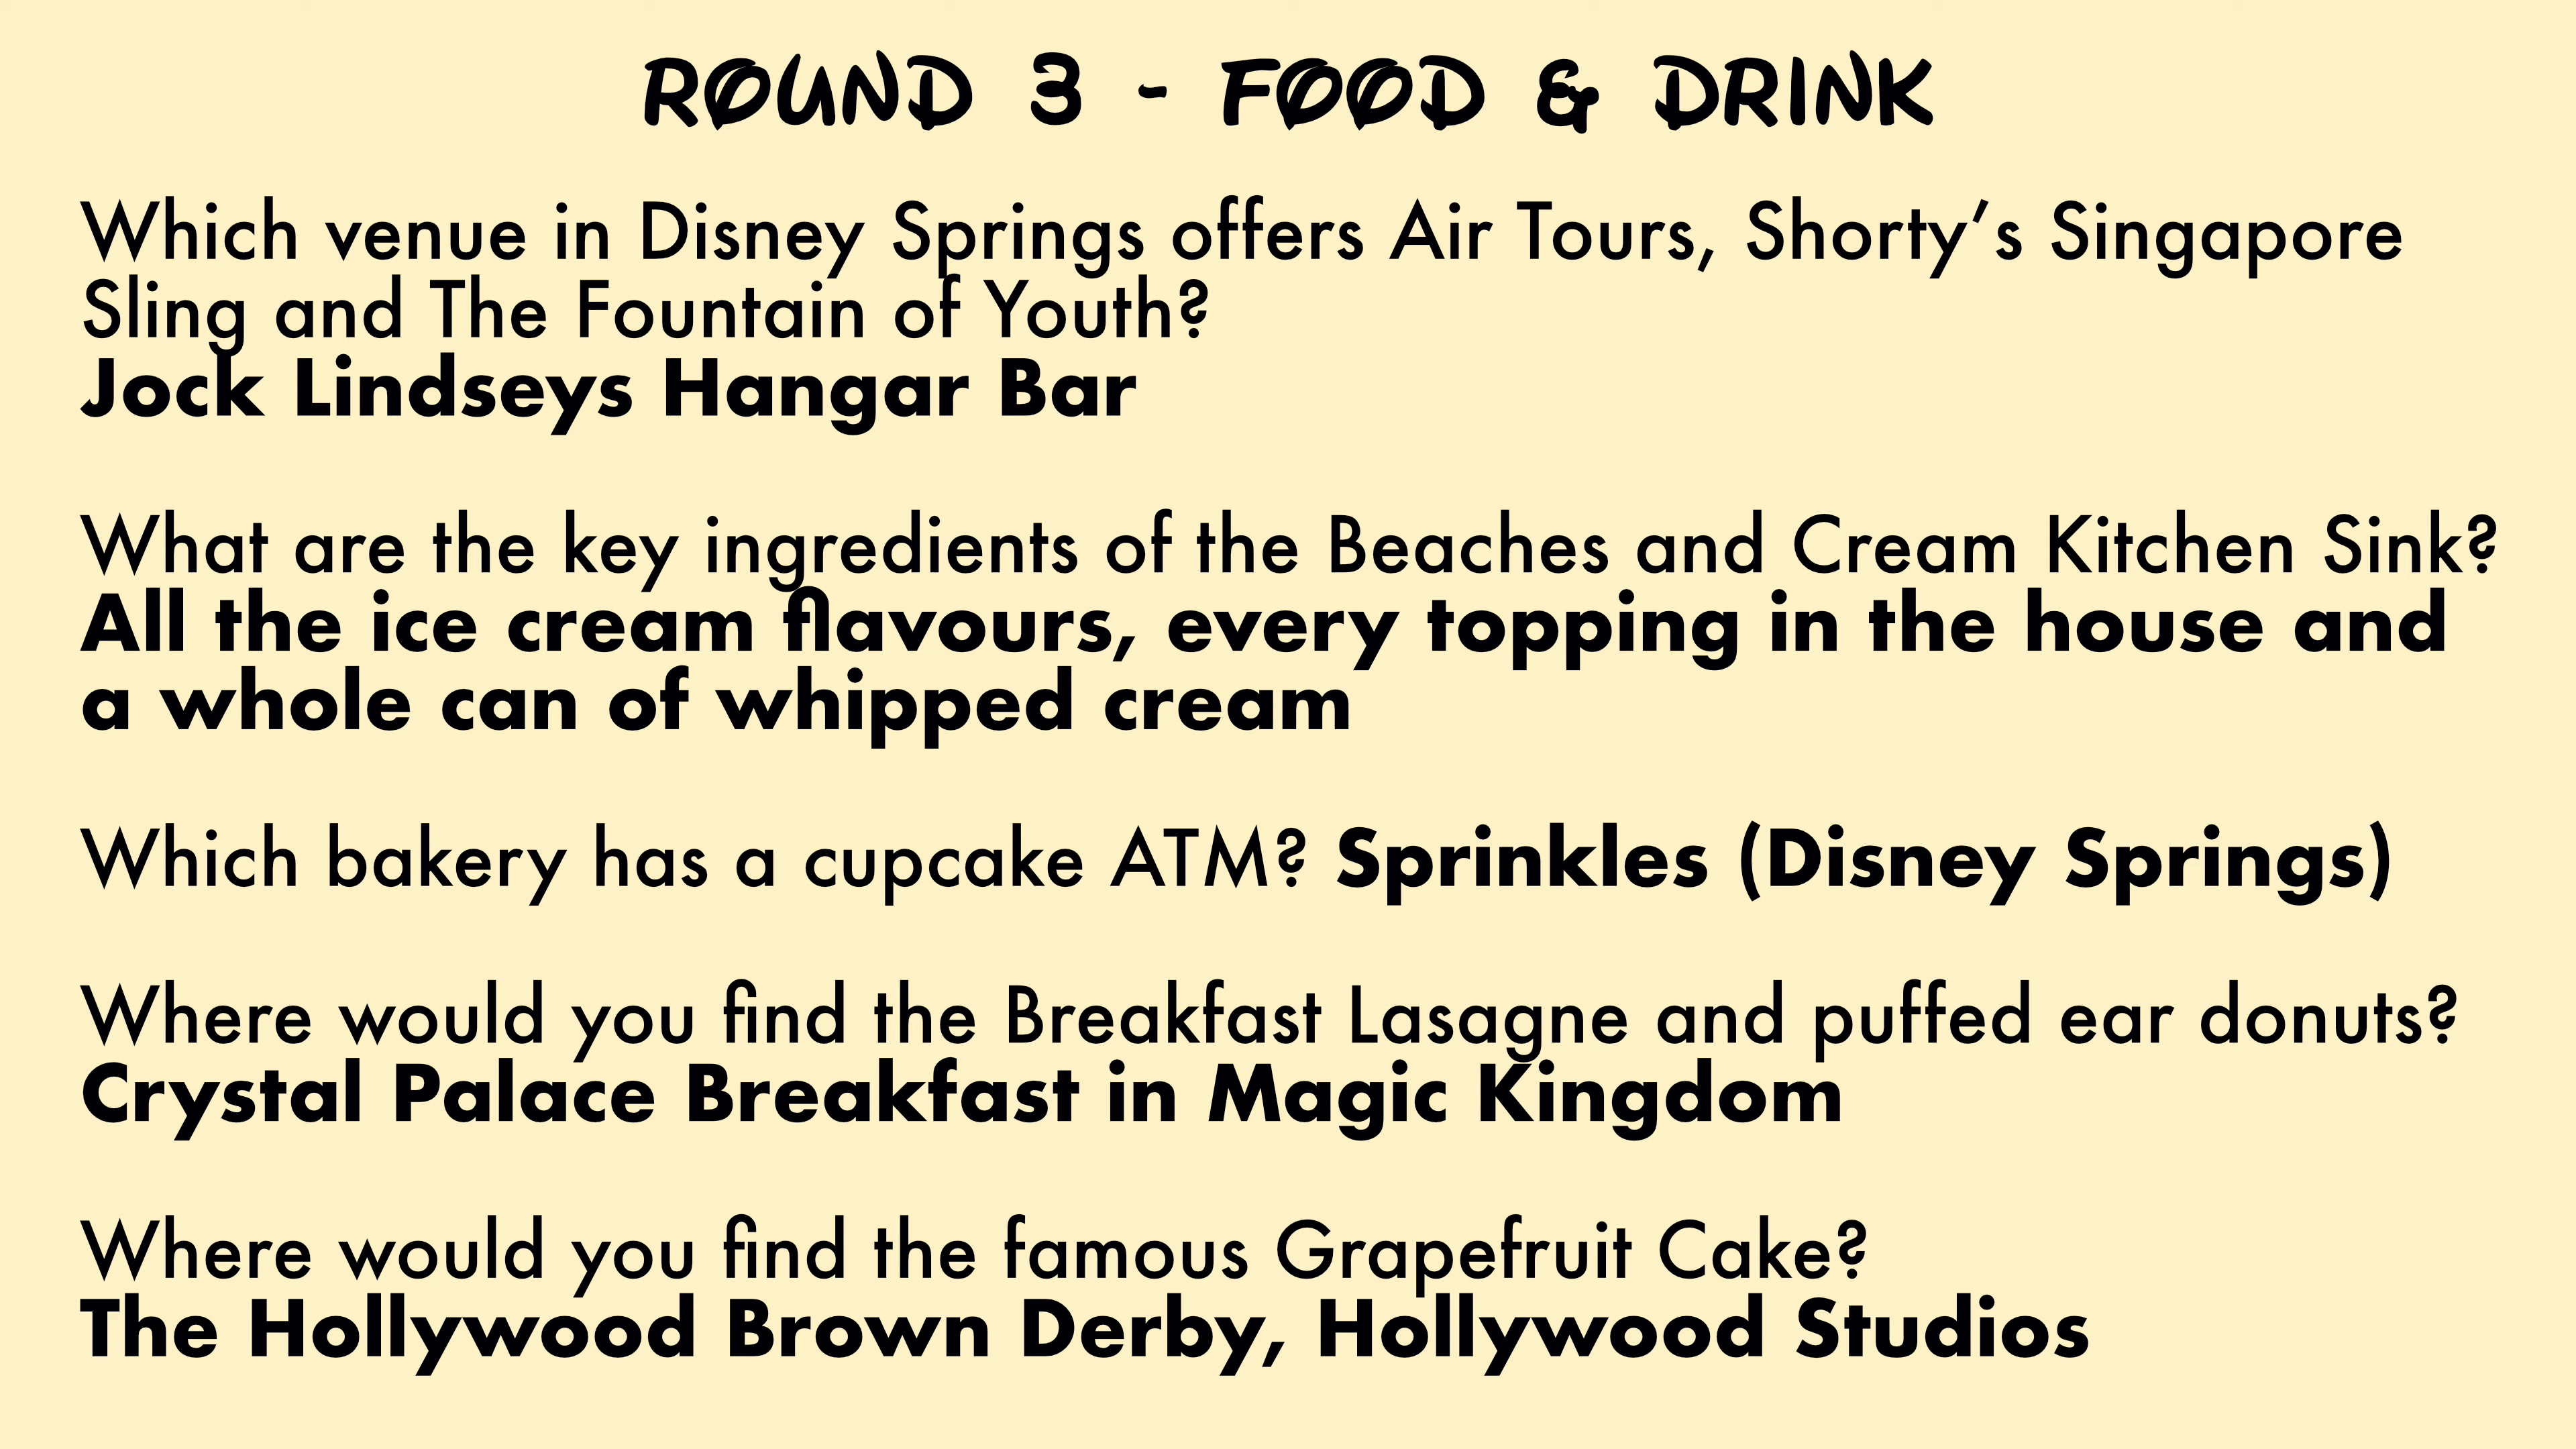 ROUND 3 - FOOD & DRINK
Which venue in Disney Springs offers Air Tours, Shorty’s Singapore
Sling and The Fountain of Youth?
Jock Lindseys Hangar Bar
What are the key ingredients of the Beaches and Cream Kitchen Sink?
All the ice cream flavours, every topping in the house and
a whole can of whipped cream
Which bakery has a cupcake ATM? Sprinkles (Disney Springs)
Where would you find the Breakfast Lasagne and puffed ear donuts?
Crystal Palace Breakfast in Magic Kingdom
Where would you find the famous Grapefruit Cake?
The Hollywood Brown Derby, Hollywood Studios